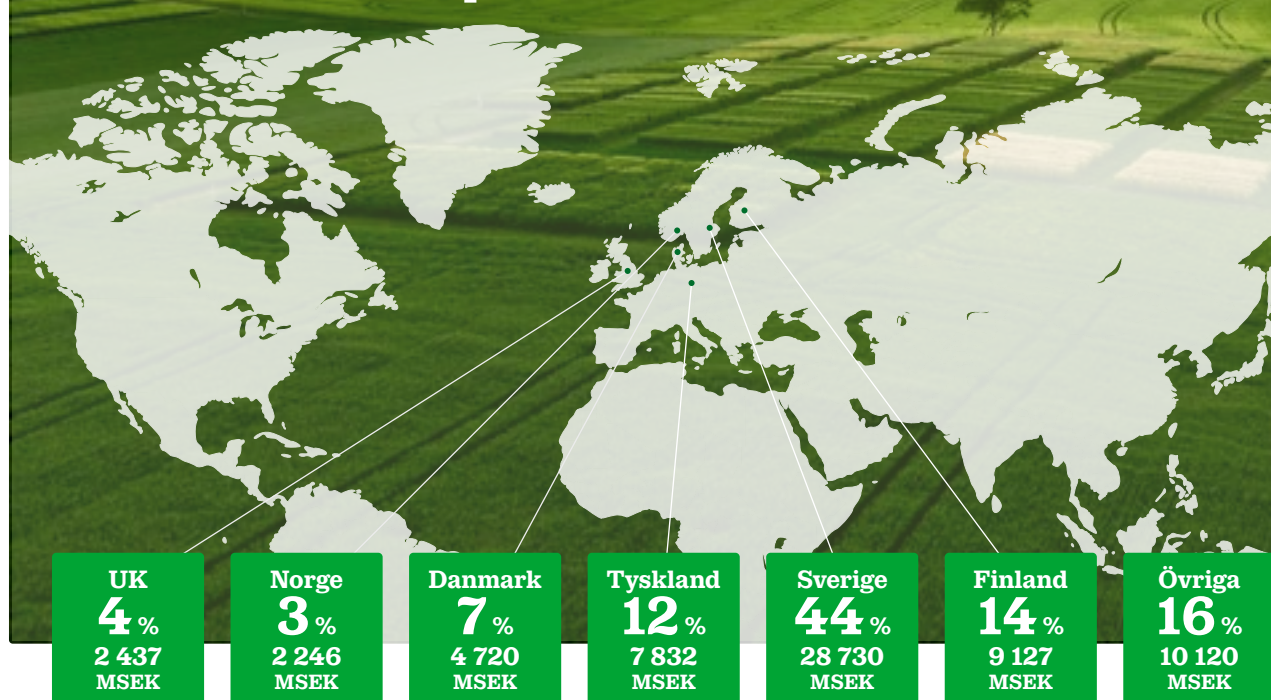 UK
4 %
2 437
MSEK
Norge
3 %
2 246
MSEK
Danmark
7 %
4 720
MSEK
Tyskland
12 %
7 832
MSEK
Sverige
44 %
28 730
MSEK
Finland
14 %
9 127
MSEK
Övriga
16 %
10 120
MSEK